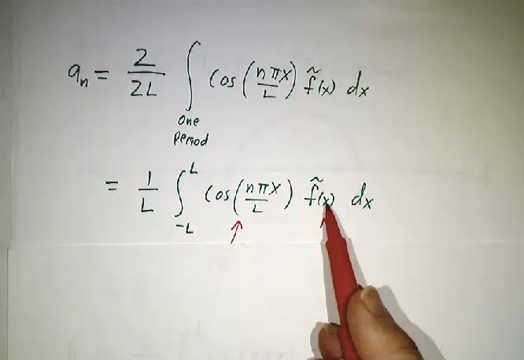 aₙ = 2/2L ∫ cos(nπx/L) f̃(x) dx
one
period
= 1/L ∫_{-L}^{L} cos(nπx/L) f̃(x) dx